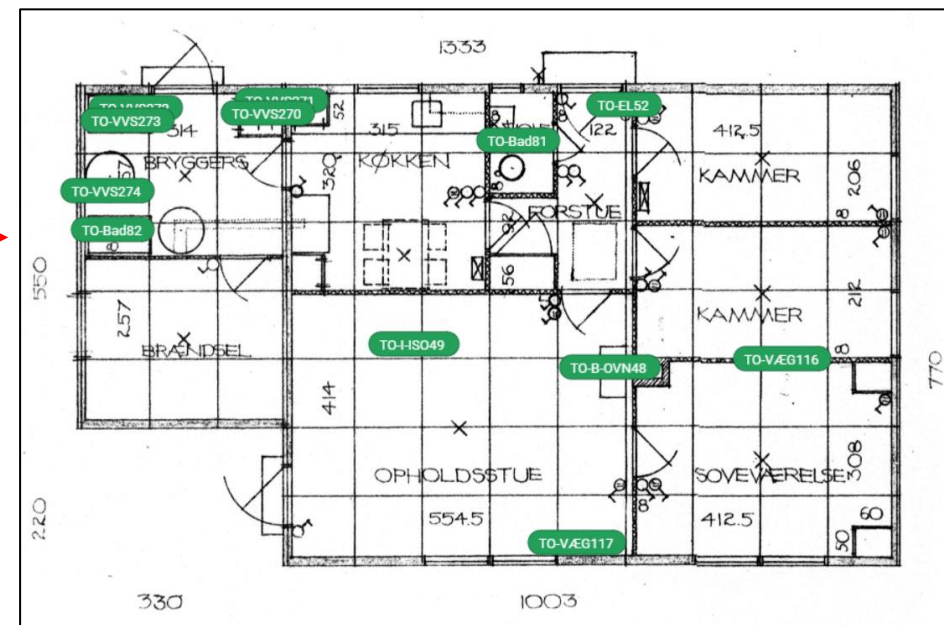 1333
TO-VVS271
TO-VVS273
TO-VVS270
52
TO-EL52
314
315
122
412.5
TO-Bad81
BRYGGERS
KØKKEN
320
KAMMER
206
TO-VVS274
FORSTUE
92
8
TO-Bad82
8
56
550
257
212
KAMMER
BRÆNDSEL
TO-I-ISO49
8
TO-VÆG116
TO-B-OVN48
770
414
OPHOLDSSTUE
SOVEVÆRELSE
308
554.5
8
412.5
60
50
220
TO-VÆG117
330
1003